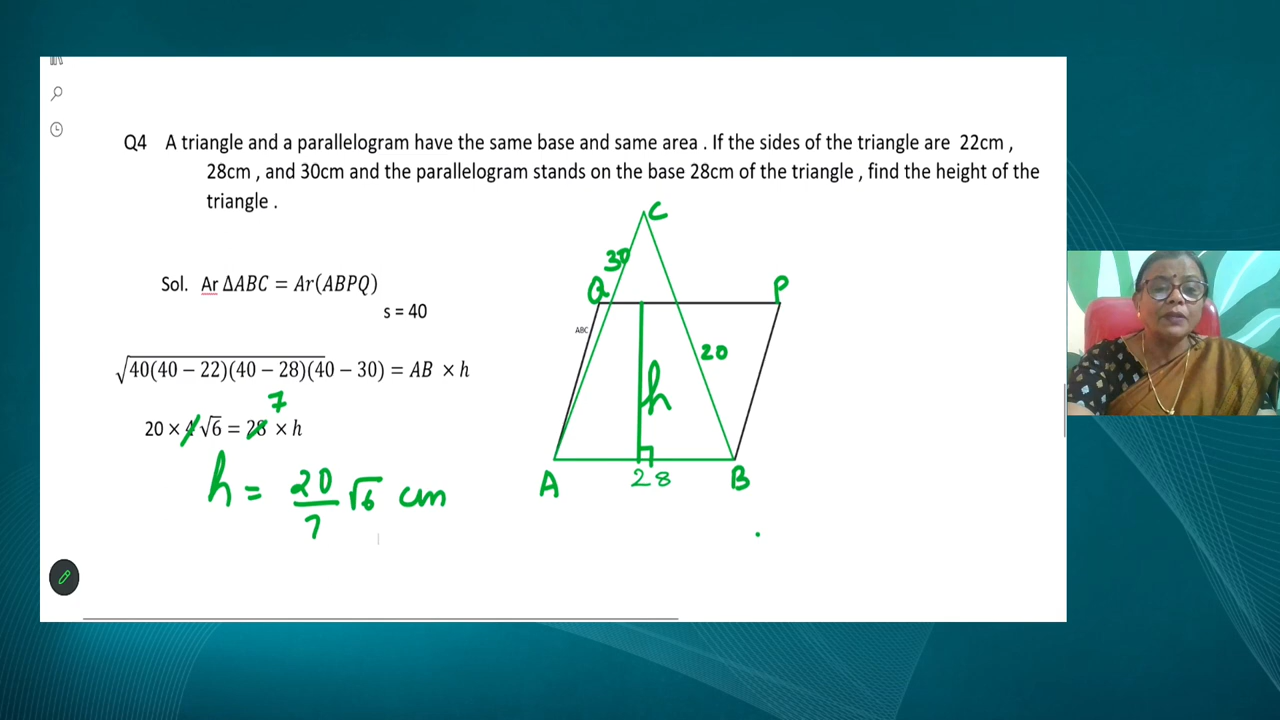 Q4 A triangle and a parallelogram have the same base and same area . If the sides of the triangle are 22cm ,
28cm , and 30cm and the parallelogram stands on the base 28cm of the triangle , find the height of the
triangle .
C
30
Q
P
Sol. Ar ΔABC = Ar(ABPQ)
s = 40
ABC
20
√40(40 − 22)(40 − 28)(40 − 30) = AB × h
h
7
20 × 4√6 = 28 × h
A
28
B
h = 20/7 √6 cm